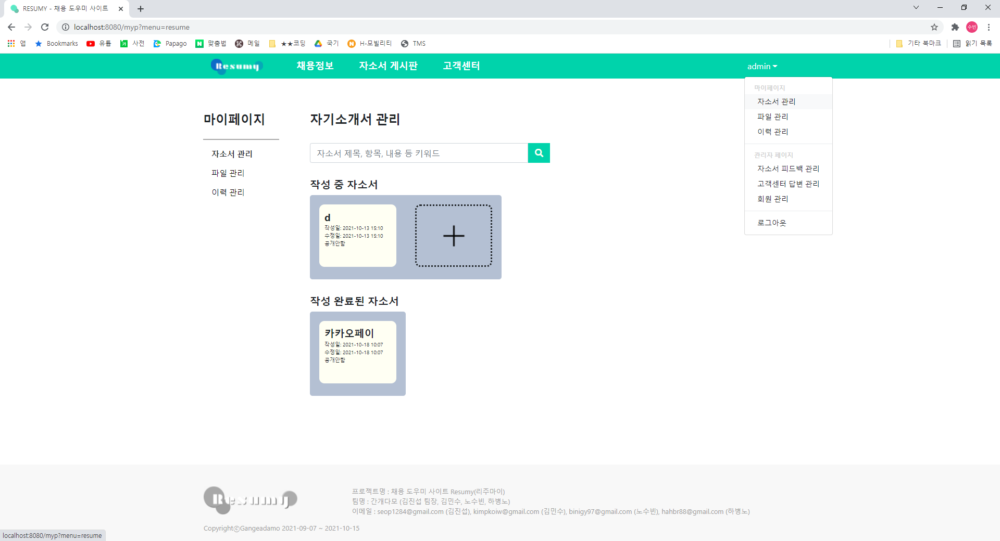 RESUMY - 채용 도우미 사이트
localhost:8080/myp?menu=resume
수빈
앱 Bookmarks 유튭 사전 Papago 맞춤법 메일 ★★코딩 국기 H-모빌리티 TMS 기타 북마크 읽기 목록
Resumy 채용정보 자소서 게시판 고객센터 admin
마이페이지
자소서 관리
파일 관리
이력 관리
관리자 페이지
자소서 피드백 관리
고객센터 답변 관리
회원 관리
로그아웃
마이페이지
자소서 관리
파일 관리
이력 관리
자기소개서 관리
자소서 제목, 항목, 내용 등 키워드
작성 중 자소서
d
작성일: 2021-10-13 15:10
수정일: 2021-10-13 15:10
공개안함
작성 완료된 자소서
카카오페이
작성일: 2021-10-18 10:07
수정일: 2021-10-18 10:07
공개안함
Resumy
프로젝트명 : 채용 도우미 사이트 Resumy(리주마이)
팀명 : 간개다모 (김진섭 팀장, 김민수, 노수빈, 하병노)
이메일 : seop1284@gmail.com (김진섭), kimpkoiw@gmail.com (김민수), binigy97@gmail.com (노수빈), hahbr88@gmail.com (하병노)
CopyrightⓒGangeadamo 2021-09-07 ~ 2021-10-15
localhost:8080/myp?menu=resume